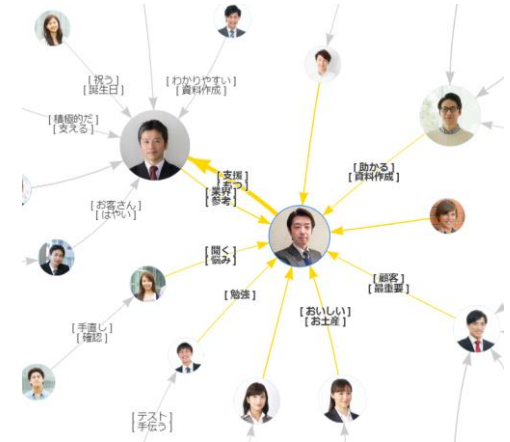 [ 祝う ]
[ 誕生日 ]
[ わかりやすい ]
[ 資料作成 ]
[ 積極的だ ]
[ 支える ]
[ 支援 ]
[ もつ ]
[ 業界 ]
[ 参考 ]
[ 助かる ]
[ 資料作成 ]
[ お客さん ]
[ はやい ]
[ 聞く ]
[ 悩み ]
[ 顧客 ]
[ 最重要 ]
[ 勉強 ]
[ おいしい ]
[ お土産 ]
[ 手直し ]
[ 確認 ]
[ テスト ]
[ 手伝う ]